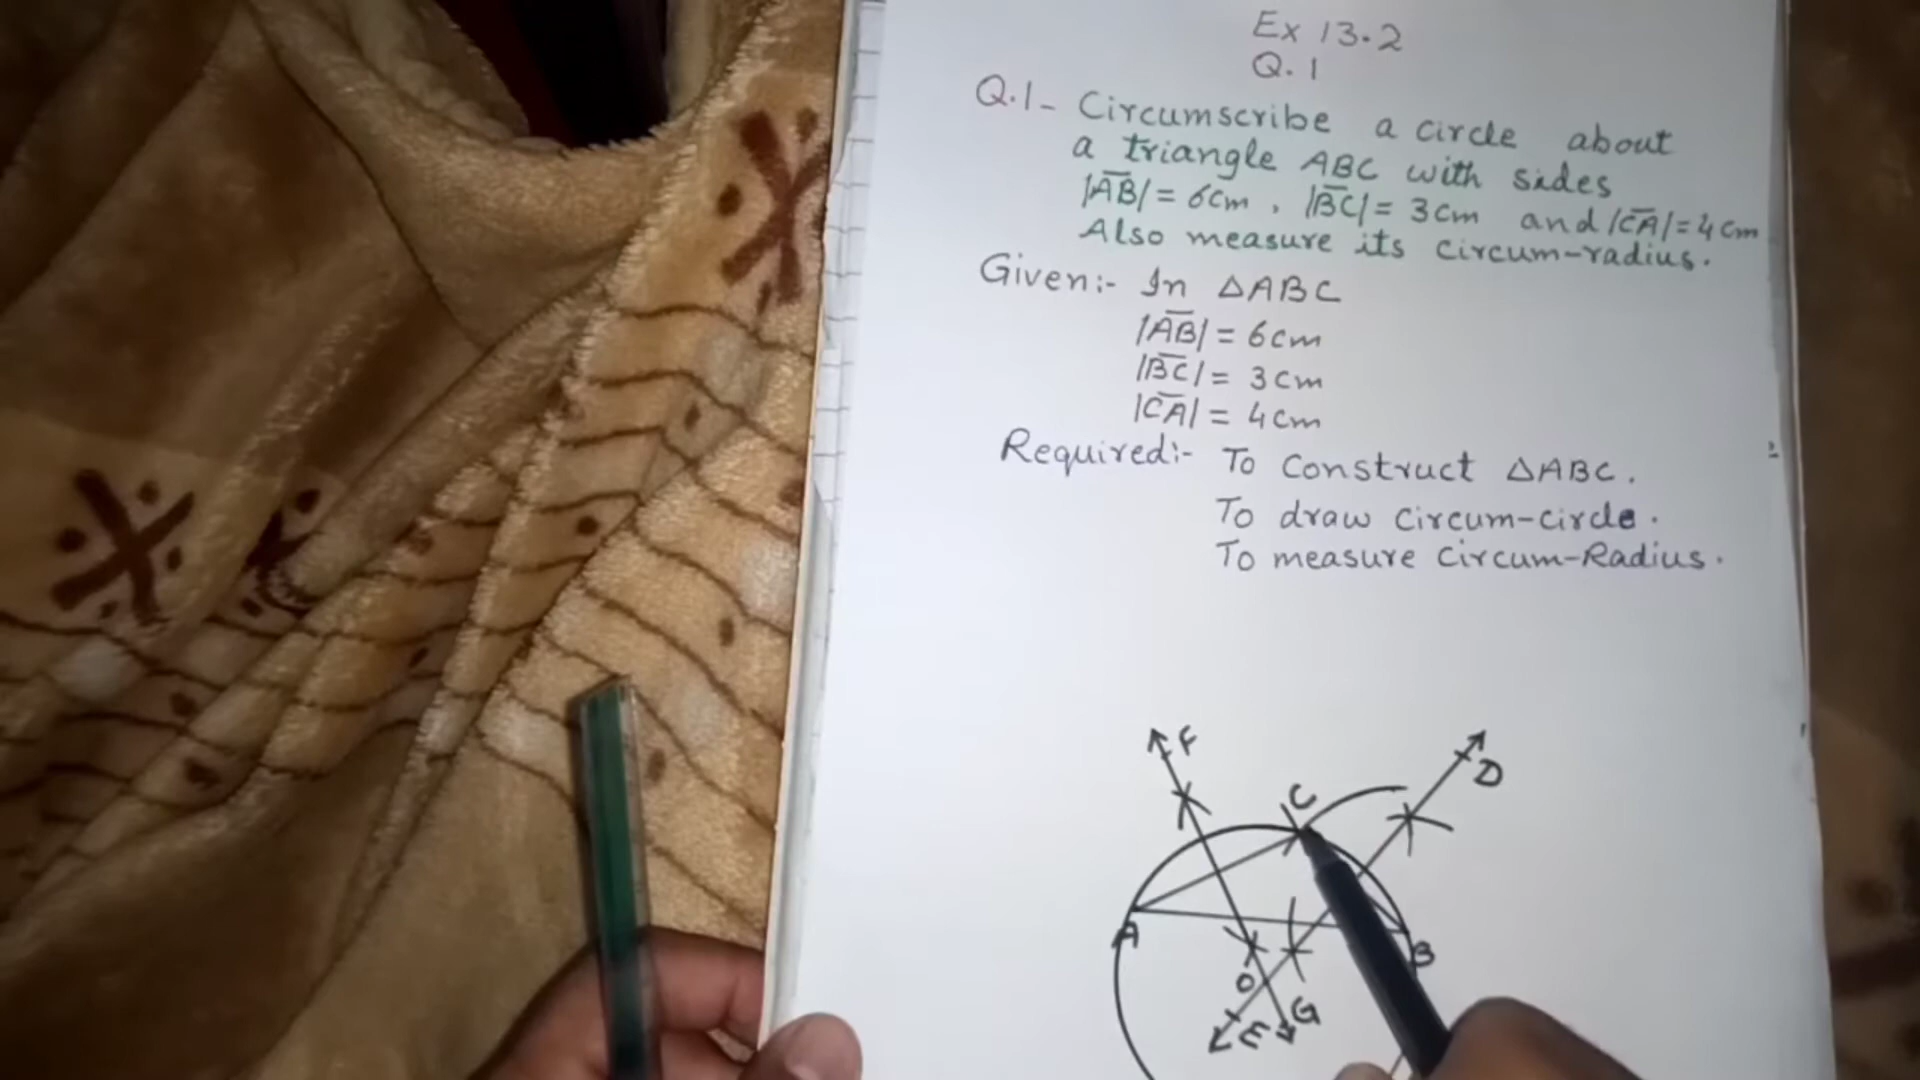 Ex 13.2
Q.1
Q.1- Circumscribe a circle about
a triangle ABC with sides
|AB| = 6cm, |BC| = 3cm and |CA| = 4cm
Also measure its circum-radius.
Given:- In △ABC
|AB| = 6cm
|BC| = 3cm
|CA| = 4cm
Required:- To construct △ABC.
To draw circum-circle.
To measure circum-Radius.
F
D
C
A
B
O
G
E